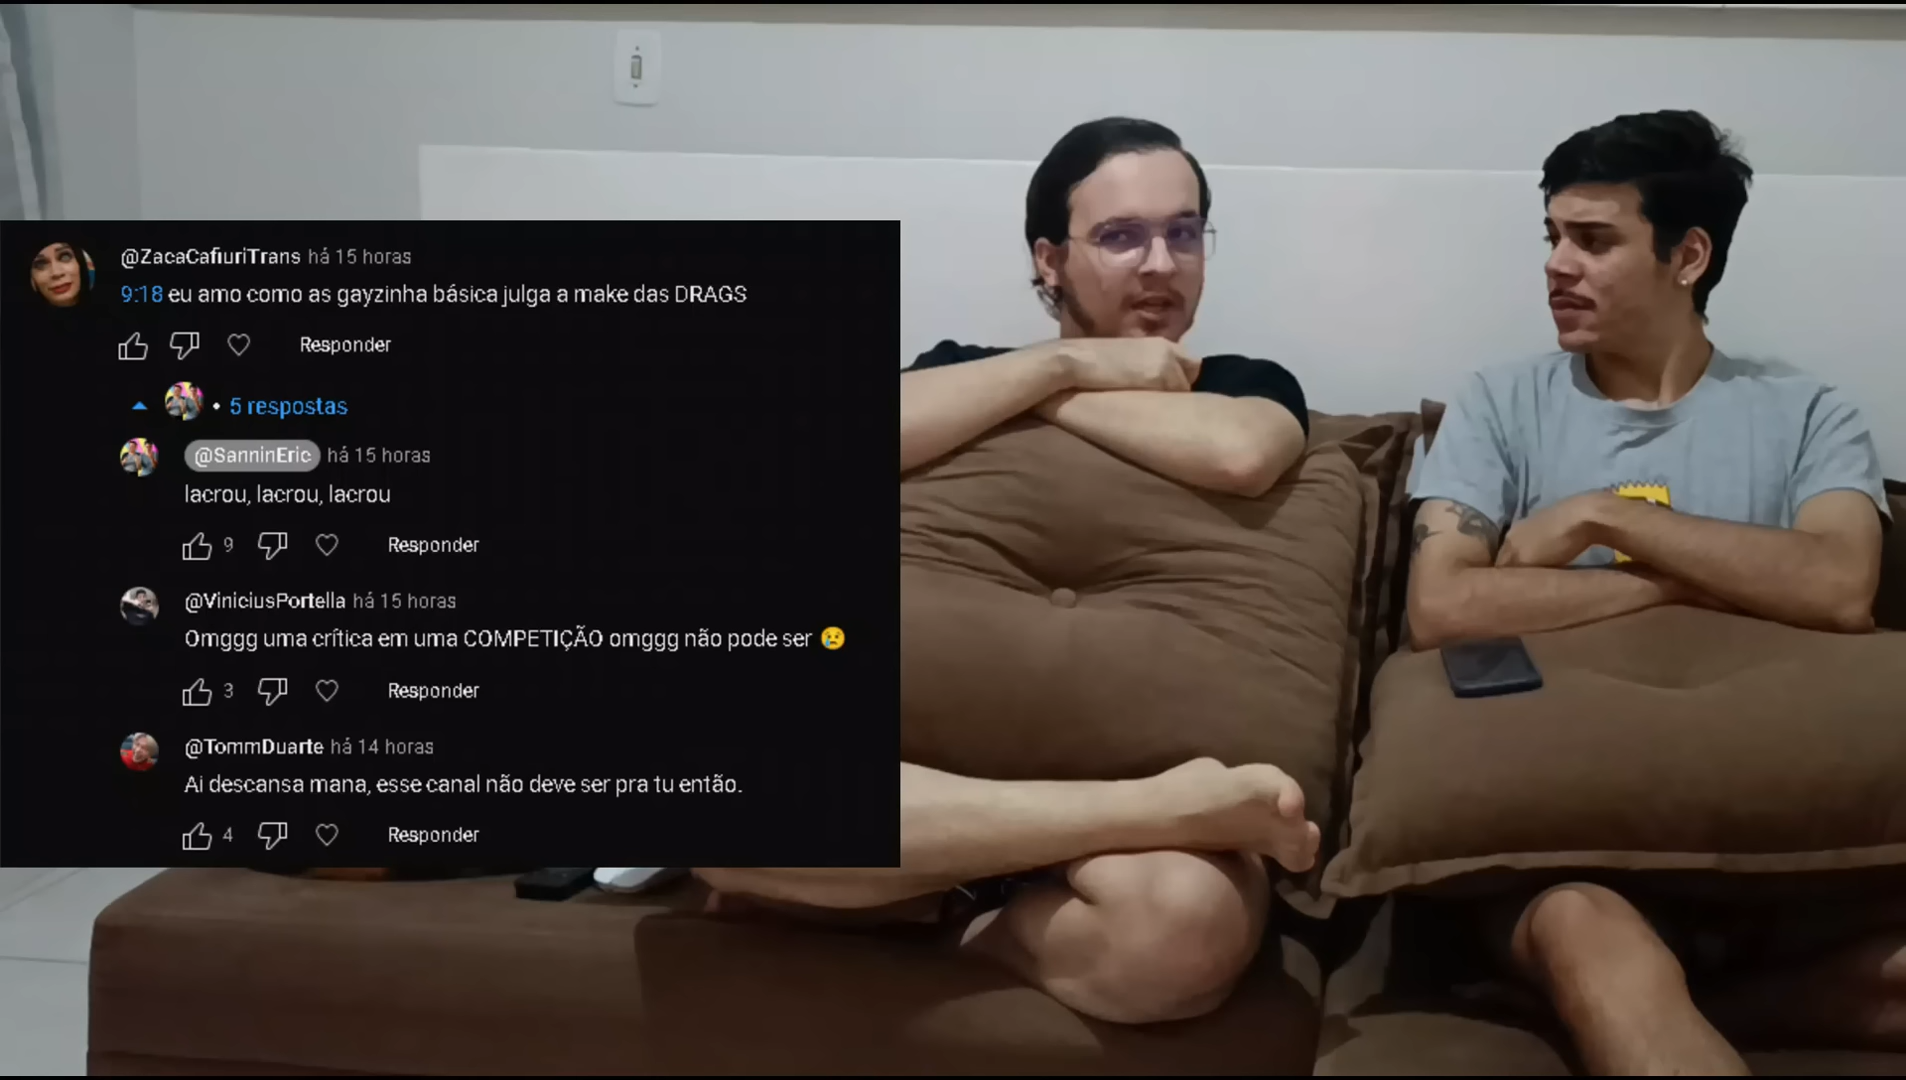 @ZacaCafiuriTrans há 15 horas
9:18 eu amo como as gayzinha básica julga a make das DRAGS
Responder
• 5 respostas
@SanninEric há 15 horas
lacrou, lacrou, lacrou
9 Responder
@ViniciusPortella há 15 horas
Omggg uma crítica em uma COMPETIÇÃO omggg não pode ser 😢
3 Responder
@TommDuarte há 14 horas
Ai descansa mana, esse canal não deve ser pra tu então.
4 Responder